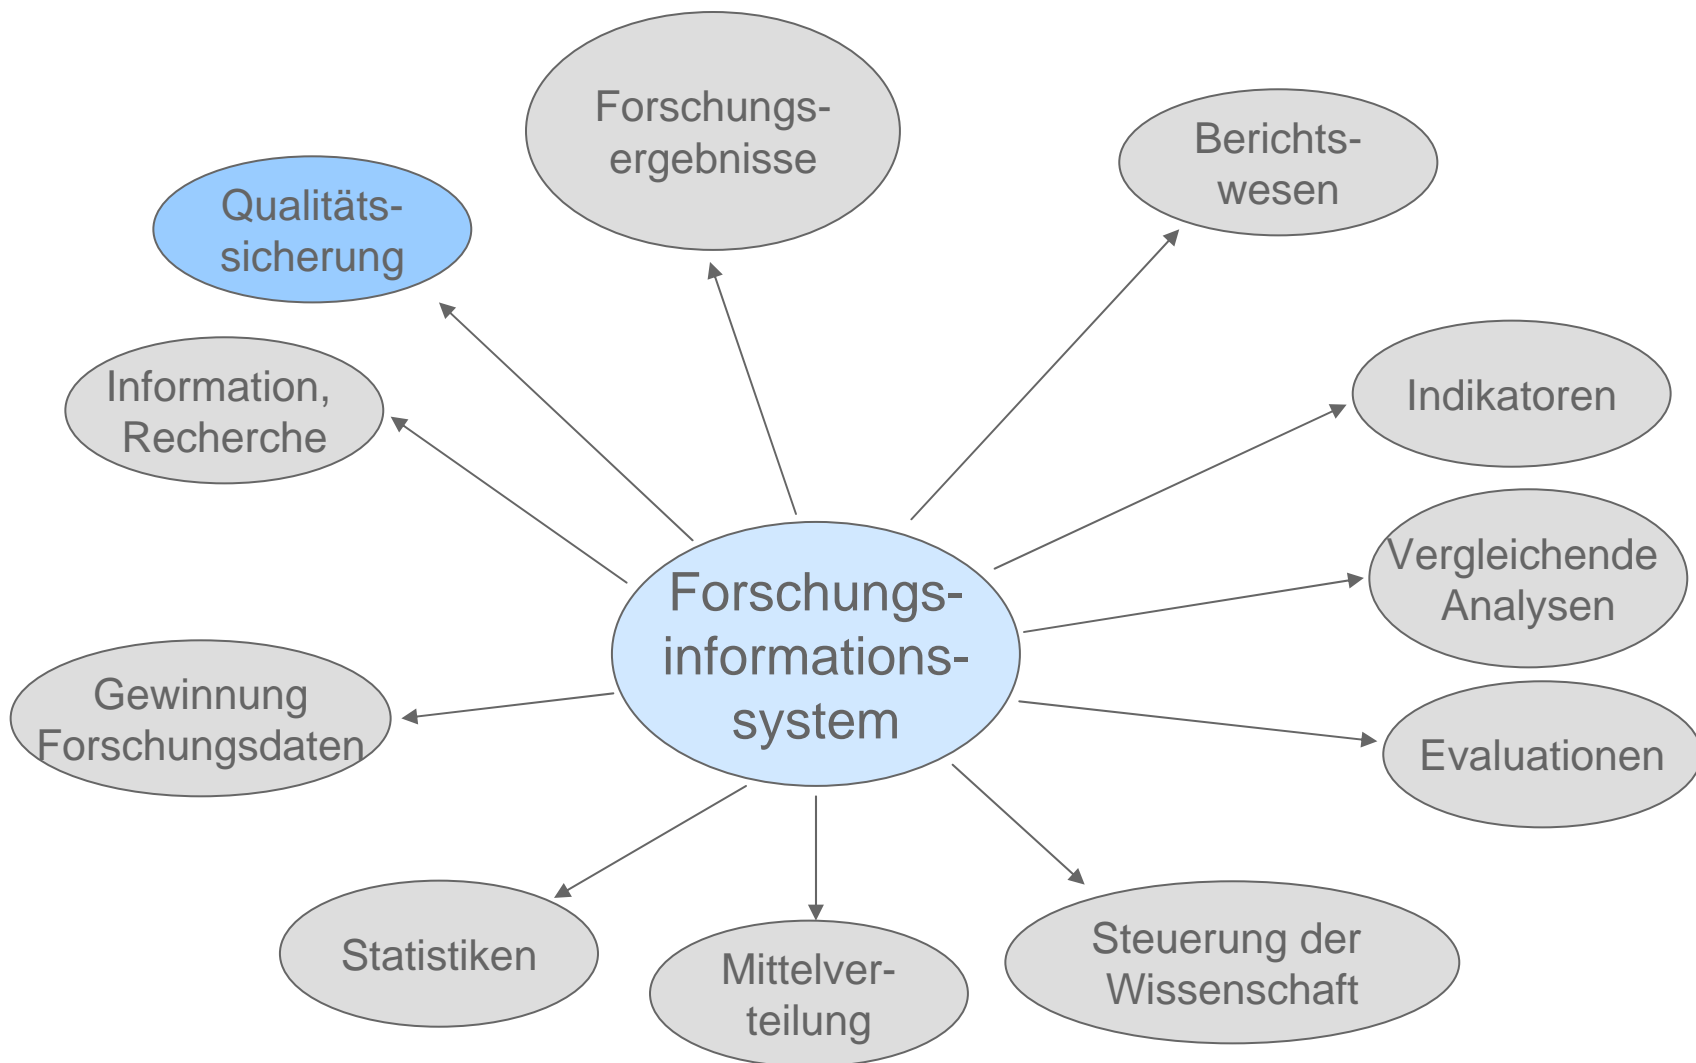 Forschungs-
ergebnisse
Berichts-
wesen
Qualitäts-
sicherung
Information,
Recherche
Indikatoren
Vergleichende
Analysen
Forschungs-
informations-
system
Gewinnung
Forschungsdaten
Evaluationen
Statistiken
Mittelver-
teilung
Steuerung der
Wissenschaft